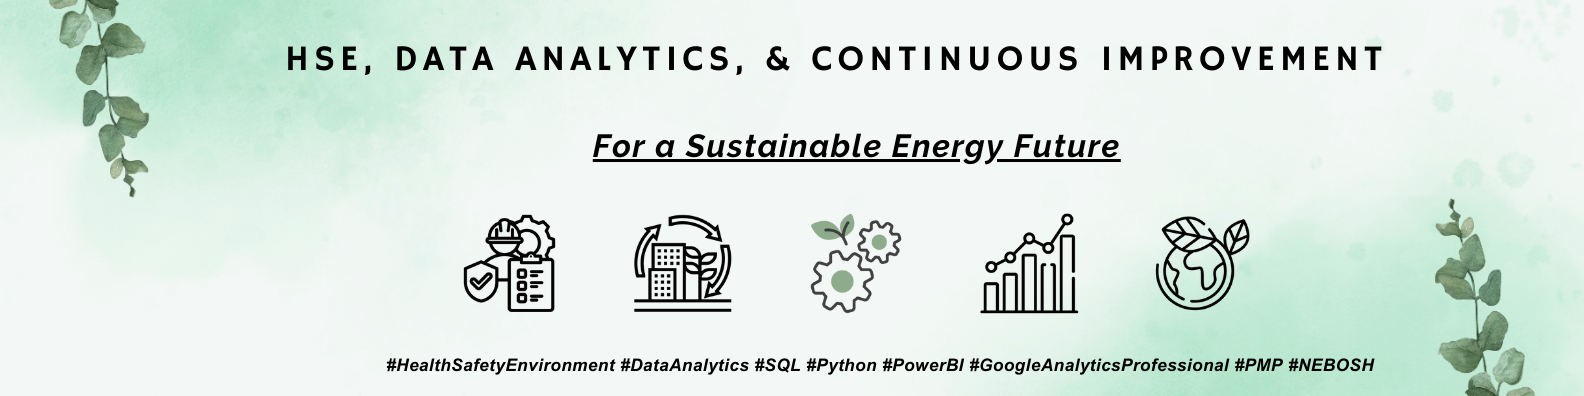 HSE, DATA ANALYTICS, & CONTINUOUS IMPROVEMENT
For a Sustainable Energy Future
#HealthSafetyEnvironment #DataAnalytics #SQL #Python #PowerBI #GoogleAnalyticsProfessional #PMP #NEBOSH